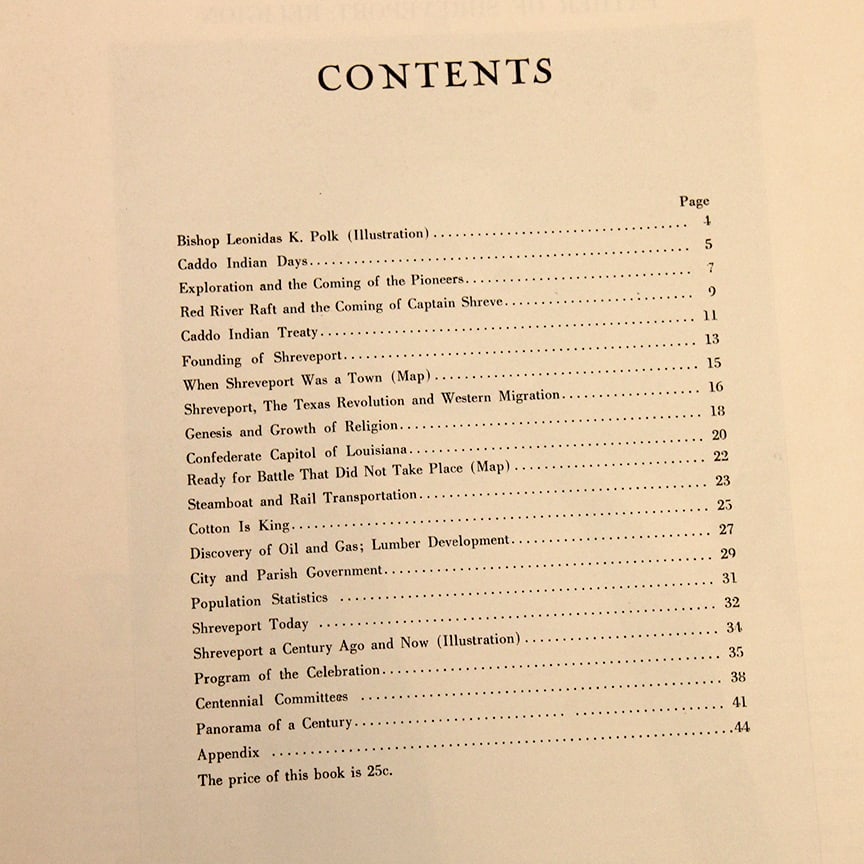 CONTENTS
Page
Bishop Leonidas K. Polk (Illustration) 4
Caddo Indian Days 5
Exploration and the Coming of the Pioneers 7
Red River Raft and the Coming of Captain Shreve 9
Caddo Indian Treaty 11
Founding of Shreveport 13
When Shreveport Was a Town (Map) 15
Shreveport, The Texas Revolution and Western Migration 16
Genesis and Growth of Religion 18
Confederate Capitol of Louisiana 20
Ready for Battle That Did Not Take Place (Map) 22
Steamboat and Rail Transportation 23
Cotton Is King 25
Discovery of Oil and Gas; Lumber Development 27
City and Parish Government 29
Population Statistics 31
Shreveport Today 32
Shreveport a Century Ago and Now (Illustration) 34
Program of the Celebration 35
Centennial Committees 38
Panorama of a Century 41
Appendix 44
The price of this book is 25c.